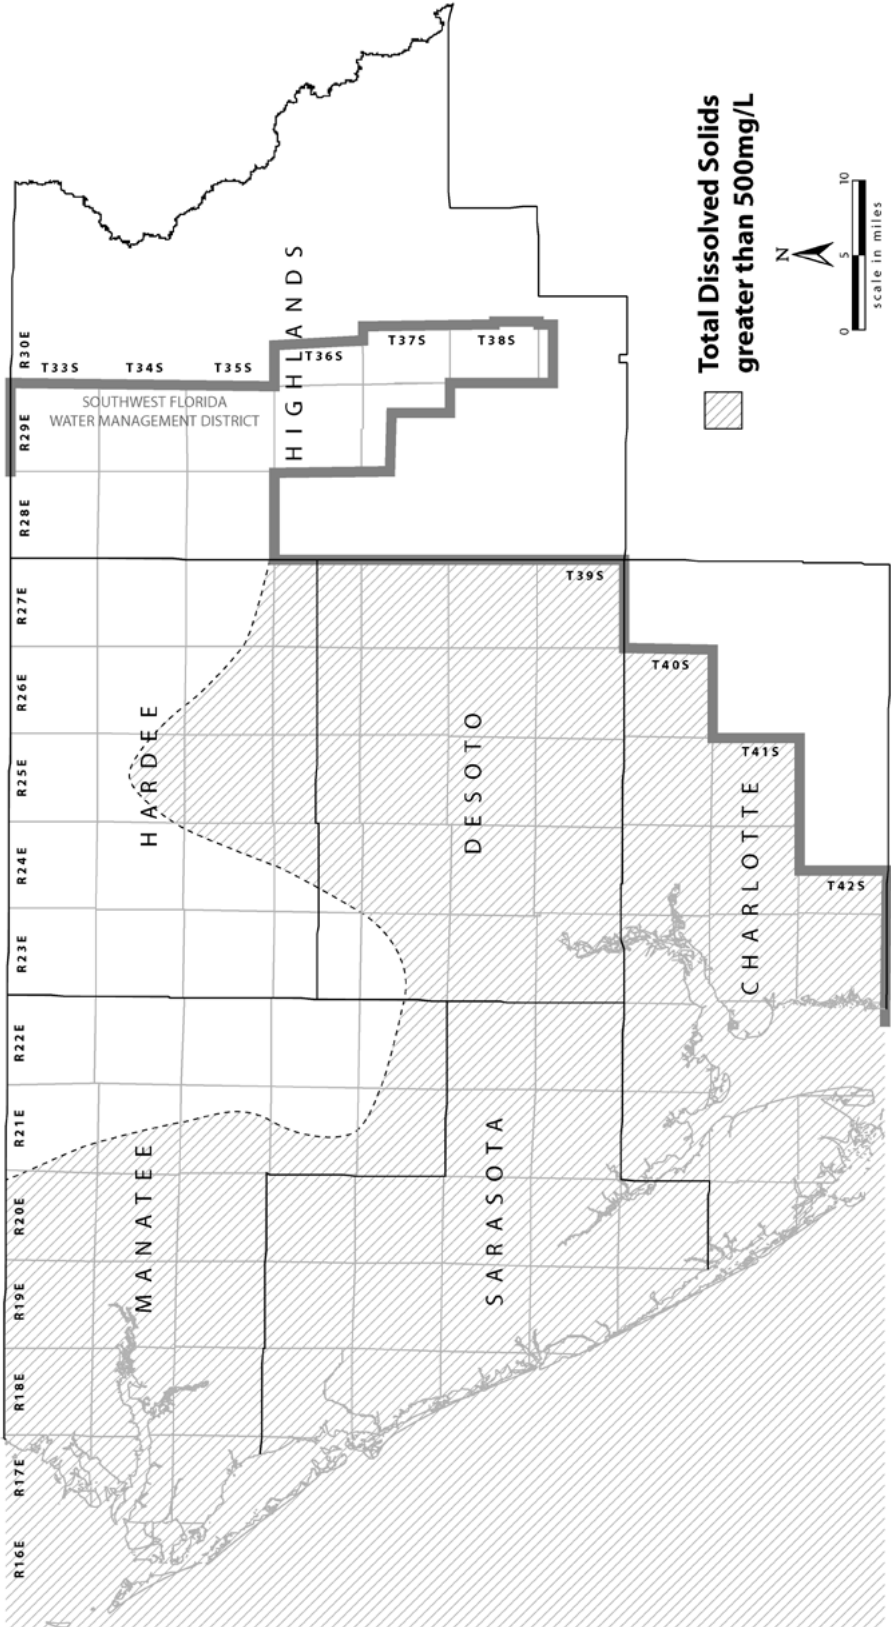 R16E
R17E
R18E
R19E
R20E
R21E
R22E
R23E
R24E
R25E
R26E
R27E
R28E
R29E
R30E
T33S
T34S
T35S
T36S
T37S
T38S
T39S
T40S
T41S
T42S
SOUTHWEST FLORIDA
WATER MANAGEMENT DISTRICT
MANATEE
HARDEE
HIGHLANDS
SARASOTA
DESOTO
CHARLOTTE
Total Dissolved Solids
greater than 500mg/L
N
0 5 10
scale in miles